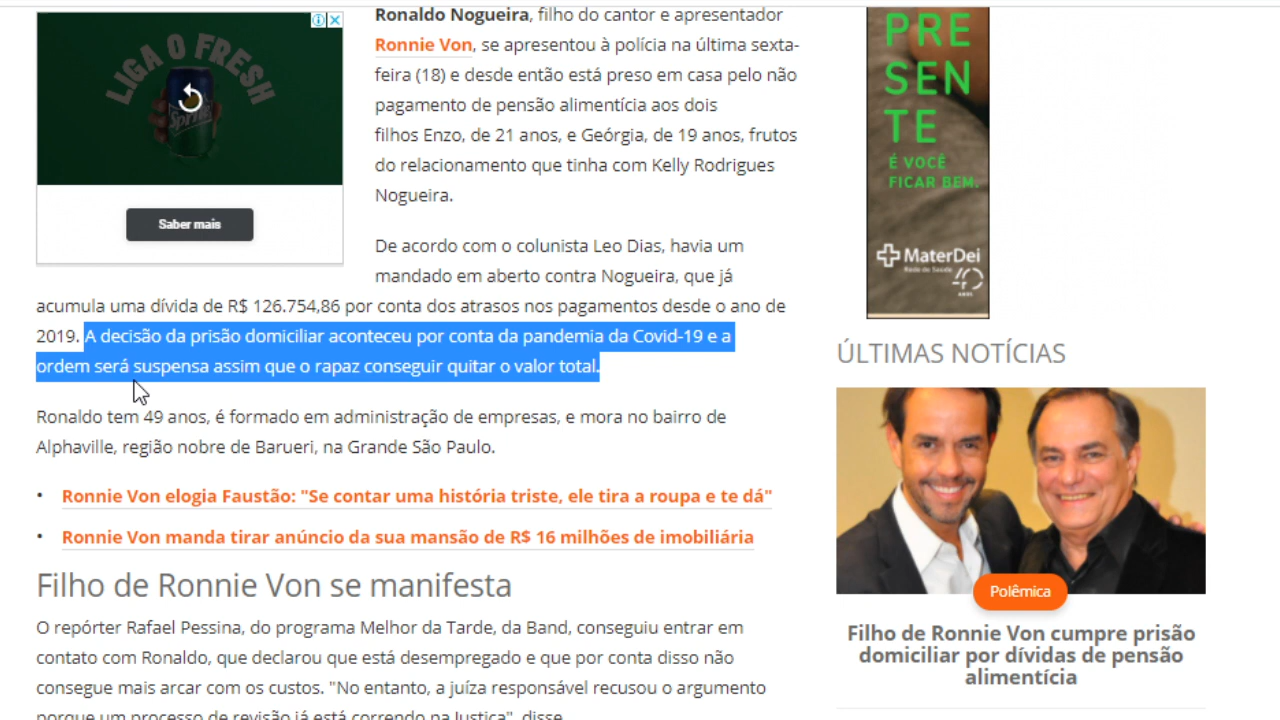 LIGA O FRESH
Sprite
Saber mais
Ronaldo Nogueira, filho do cantor e apresentador
Ronnie Von, se apresentou à polícia na última sexta-
feira (18) e desde então está preso em casa pelo não
pagamento de pensão alimentícia aos dois
filhos Enzo, de 21 anos, e Geórgia, de 19 anos, frutos
do relacionamento que tinha com Kelly Rodrigues
Nogueira.
De acordo com o colunista Leo Dias, havia um
mandado em aberto contra Nogueira, que já
acumula uma dívida de R$ 126.754,86 por conta dos atrasos nos pagamentos desde o ano de
2019. A decisão da prisão domiciliar aconteceu por conta da pandemia da Covid-19 e a
ordem será suspensa assim que o rapaz conseguir quitar o valor total.
Ronaldo tem 49 anos, é formado em administração de empresas, e mora no bairro de
Alphaville, região nobre de Barueri, na Grande São Paulo.
• Ronnie Von elogia Faustão: "Se contar uma história triste, ele tira a roupa e te dá"
• Ronnie Von manda tirar anúncio da sua mansão de R$ 16 milhões de imobiliária
Filho de Ronnie Von se manifesta
O repórter Rafael Pessina, do programa Melhor da Tarde, da Band, conseguiu entrar em
contato com Ronaldo, que declarou que está desempregado e que por conta disso não
consegue mais arcar com os custos. "No entanto, a juíza responsável recusou o argumento
porque um processo de revisão já está correndo na Justiça", disse.
PRE
SEN
TE
É VOCÊ
FICAR BEM.
MaterDei
Rede de Saúde
40
ANOS
ÚLTIMAS NOTÍCIAS
Polêmica
Filho de Ronnie Von cumpre prisão
domiciliar por dívidas de pensão
alimentícia